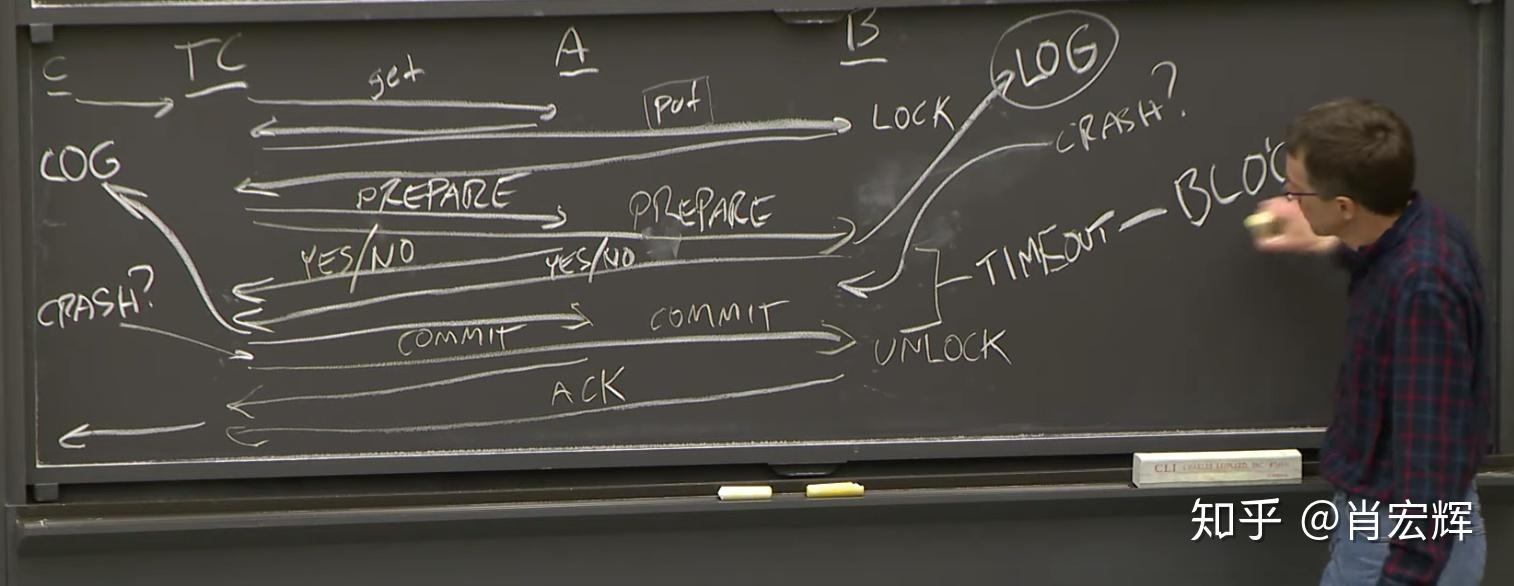 C TC A B
get
put
LOCK
LOG
CRASH?
LOG
PREPARE
PREPARE
YES/NO
YES/NO
TIMEOUT — BLOC
CRASH?
COMMIT
COMMIT
UNLOCK
ACK
CLI CHARLES LEONARD, INC.
知乎 @肖宏辉